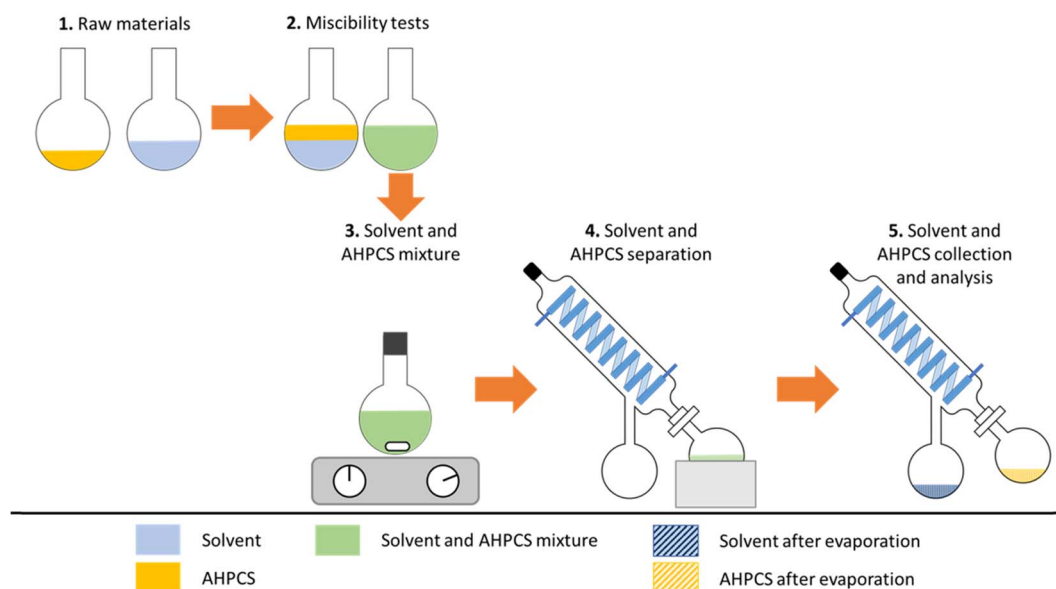 1. Raw materials
2. Miscibility tests
3. Solvent and
AHPCS mixture
4. Solvent and
AHPCS separation
5. Solvent and
AHPCS collection
and analysis
Solvent
AHPCS
Solvent and AHPCS mixture
Solvent after evaporation
AHPCS after evaporation